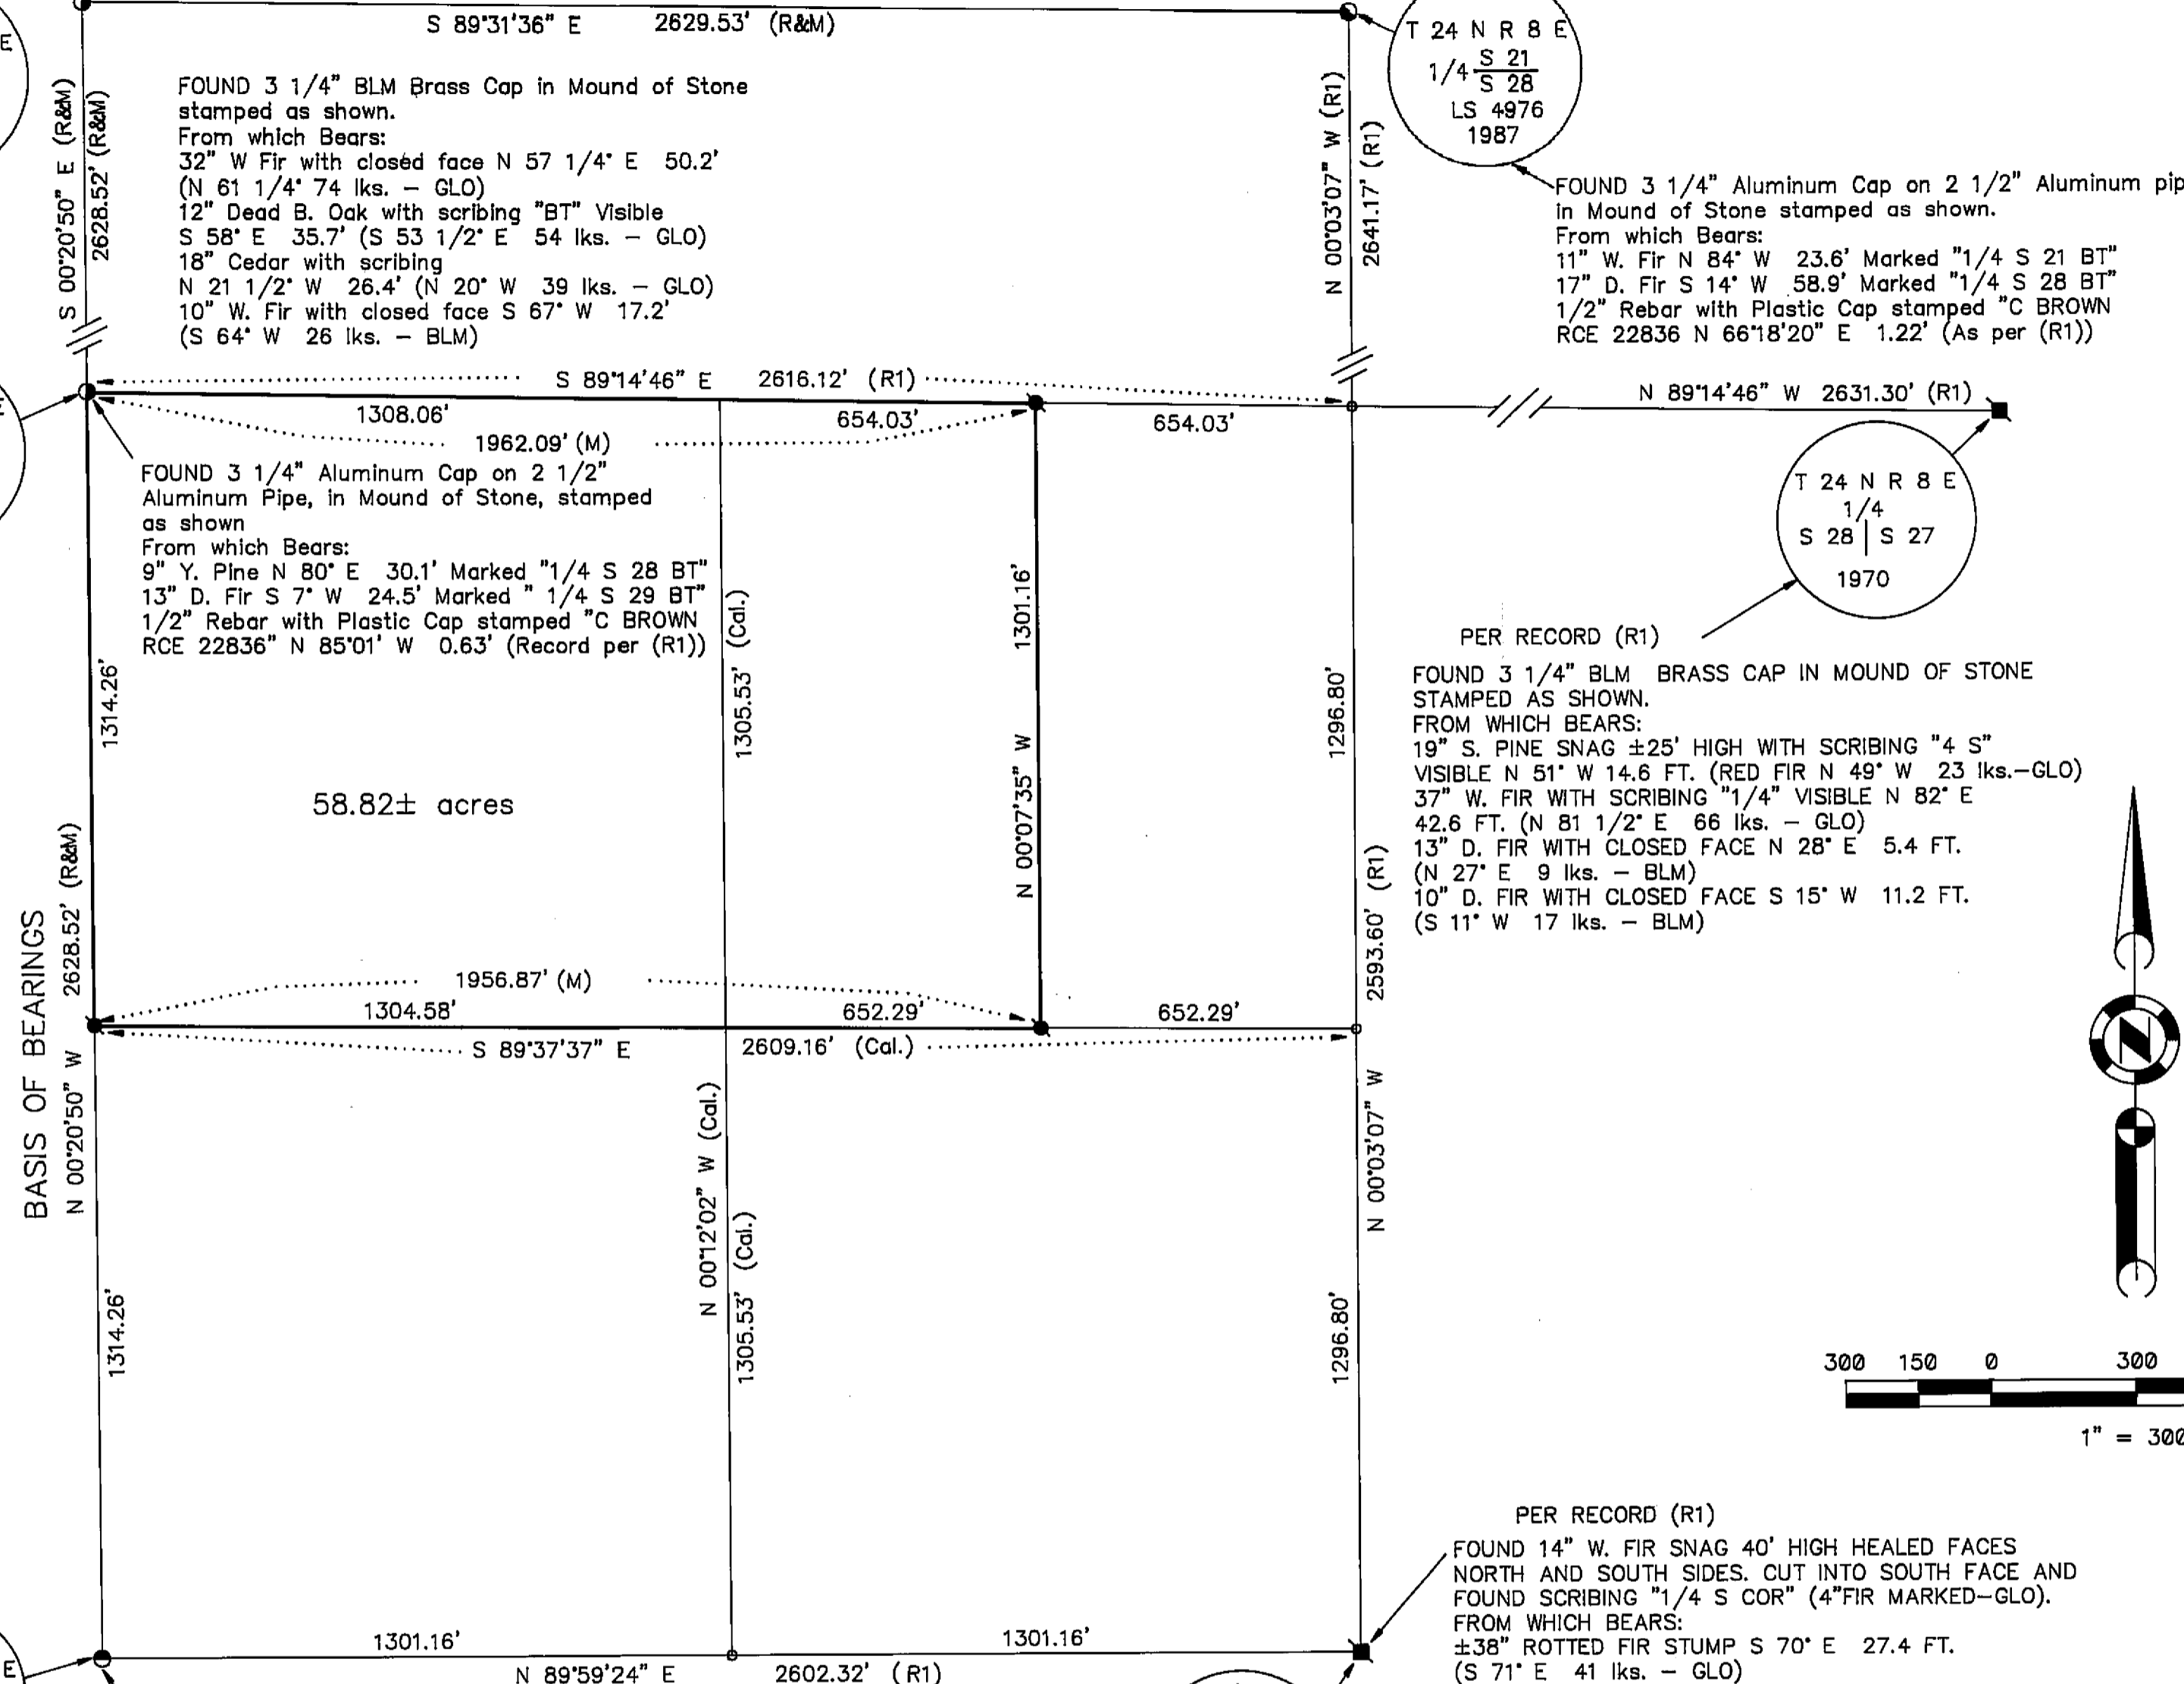 S 89°31'36" E 2629.53' (R&M)
E
S 00°20'50" E (R&M)
2628.52' (R&M)
FOUND 3 1/4" BLM Brass Cap in Mound of Stone
stamped as shown.
From which Bears:
32" W Fir with closed face N 57 1/4° E 50.2'
(N 61 1/4° 74 lks. – GLO)
12" Dead B. Oak with scribing "BT" Visible
S 58° E 35.7' (S 53 1/2° E 54 lks. – GLO)
18" Cedar with scribing
N 21 1/2° W 26.4' (N 20° W 39 lks. – GLO)
10" W. Fir with closed face S 67° W 17.2'
(S 64° W 26 lks. – BLM)
N 00°03'07" W (R1)
2641.17' (R1)
T 24 N R 8 E
1/4 S 21
S 28
LS 4976
1987
FOUND 3 1/4" Aluminum Cap on 2 1/2" Aluminum pip
in Mound of Stone stamped as shown.
From which Bears:
11" W. Fir N 84° W 23.6' Marked "1/4 S 21 BT"
17" D. Fir S 14° W 58.9' Marked "1/4 S 28 BT"
1/2" Rebar with Plastic Cap stamped "C BROWN
RCE 22836 N 66°18'20" E 1.22' (As per (R1))
S 89°14'46" E 2616.12' (R1)
N 89°14'46" W 2631.30' (R1)
1308.06'
654.03'
654.03'
1962.09' (M)
FOUND 3 1/4" Aluminum Cap on 2 1/2"
Aluminum Pipe, in Mound of Stone, stamped
as shown
From which Bears:
9" Y. Pine N 80° E 30.1' Marked "1/4 S 28 BT"
13" D. Fir S 7° W 24.5' Marked " 1/4 S 29 BT"
1/2" Rebar with Plastic Cap stamped "C BROWN
RCE 22836" N 85°01' W 0.63' (Record per (R1))
T 24 N R 8 E
1/4
S 28 S 27
1970
1314.26'
1305.53' (Cal.)
1301.16'
N 00°07'35" W
1296.80'
58.82± acres
PER RECORD (R1)
FOUND 3 1/4" BLM BRASS CAP IN MOUND OF STONE
STAMPED AS SHOWN.
FROM WHICH BEARS:
19" S. PINE SNAG ±25' HIGH WITH SCRIBING "4 S"
VISIBLE N 51° W 14.6 FT. (RED FIR N 49° W 23 lks.–GLO)
37" W. FIR WITH SCRIBING "1/4" VISIBLE N 82° E
42.6 FT. (N 81 1/2° E 66 lks. – GLO)
13" D. FIR WITH CLOSED FACE N 28° E 5.4 FT.
(N 27° E 9 lks. – BLM)
10" D. FIR WITH CLOSED FACE S 15° W 11.2 FT.
(S 11° W 17 lks. – BLM)
BASIS OF BEARINGS
N 00°20'50" W 2628.52' (R&M)
2593.60' (R1)
1956.87' (M)
1304.58'
652.29'
652.29'
S 89°37'37" E 2609.16' (Cal.)
N 00°12'02" W (Cal.)
N 00°03'07" W
1314.26'
1305.53' (Cal.)
1296.80'
300 150 0 300
1" = 300
PER RECORD (R1)
FOUND 14" W. FIR SNAG 40' HIGH HEALED FACES
NORTH AND SOUTH SIDES. CUT INTO SOUTH FACE AND
FOUND SCRIBING "1/4 S COR" (4"FIR MARKED–GLO).
FROM WHICH BEARS:
±38" ROTTED FIR STUMP S 70° E 27.4 FT.
(S 71° E 41 lks. – GLO)
1301.16'
1301.16'
E
N 89°59'24" E 2602.32' (R1)